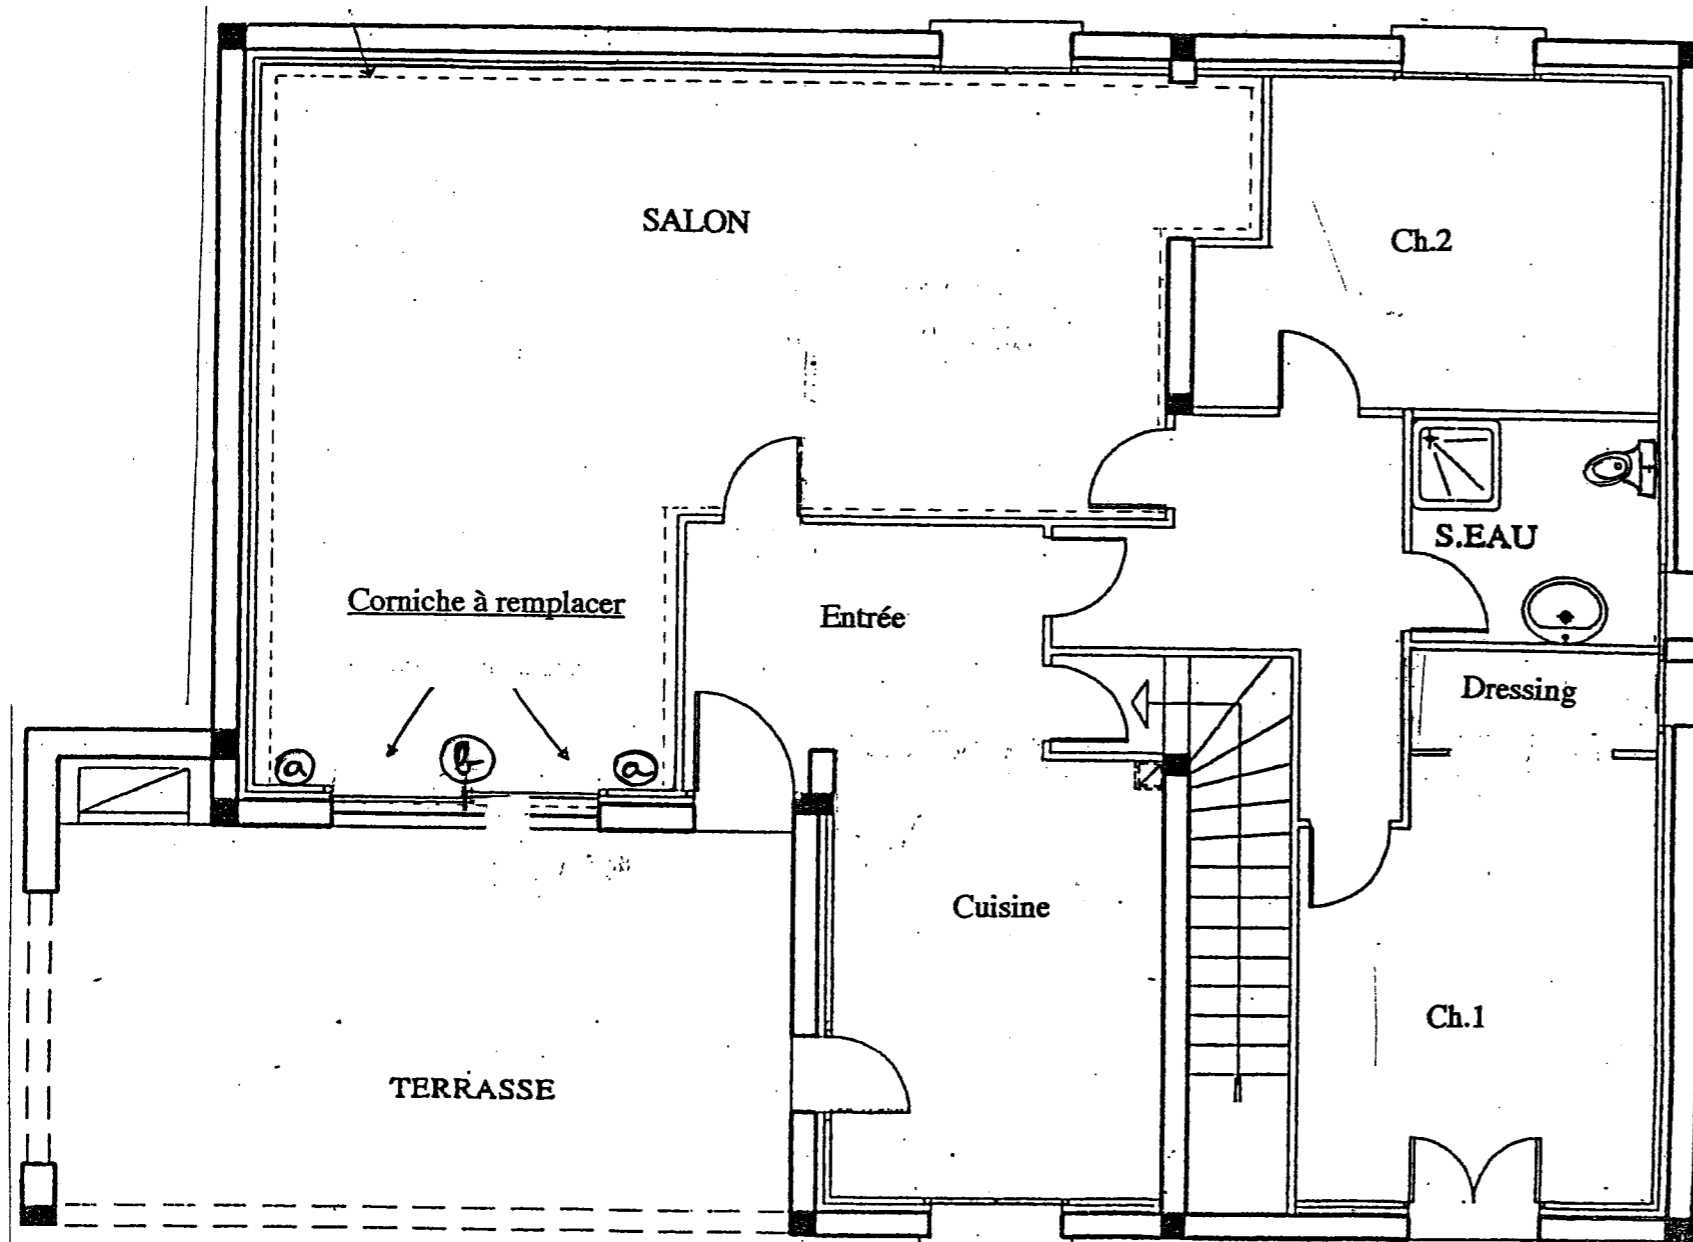 SALON
Ch.2
S.EAU
Corniche à remplacer
Entrée
Dressing
a
b
a
Cuisine
Ch.1
TERRASSE